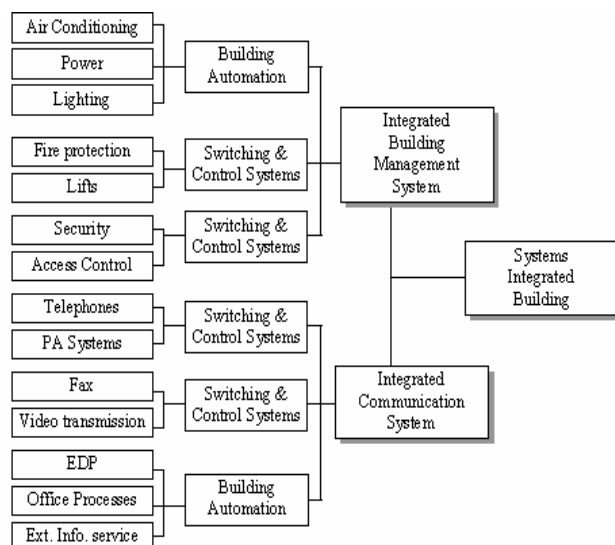 Air Conditioning
Power
Lighting
Building
Automation
Fire protection
Lifts
Switching &
Control Systems
Security
Access Control
Switching &
Control Systems
Integrated
Building
Management
System
Telephones
PA Systems
Switching &
Control Systems
Fax
Video transmission
Switching &
Control Systems
EDP
Office Processes
Ext. Info. service
Building
Automation
Integrated
Communication
System
Systems
Integrated
Building